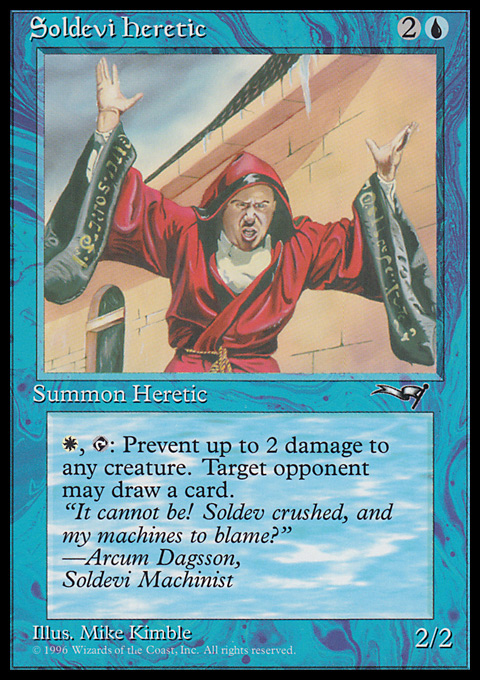 Soldevi Heretic 2
Summon Heretic
, : Prevent up to 2 damage to
any creature. Target opponent
may draw a card.
“It cannot be! Soldev crushed, and
my machines to blame?”
—Arcum Dagsson,
Soldevi Machinist
Illus. Mike Kimble 2/2
© 1996 Wizards of the Coast, Inc. All rights reserved.